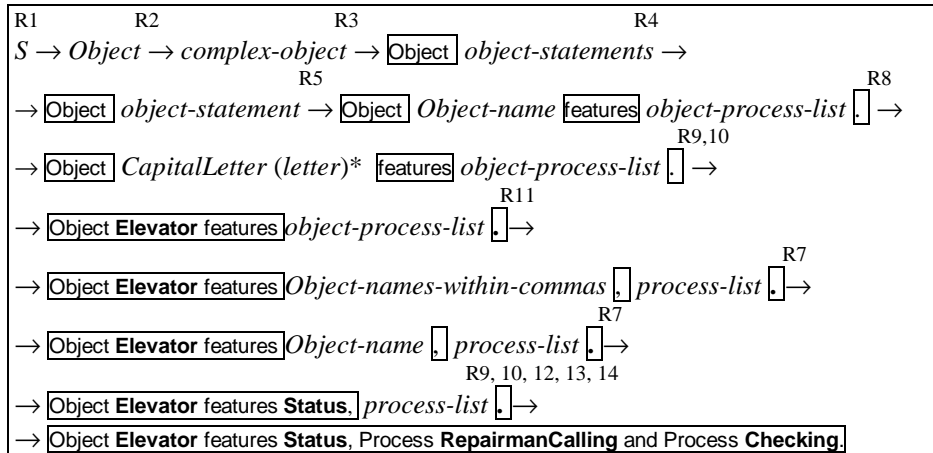 R1 R2 R3 R4
S → Object → complex-object → Object object-statements →
R5 R8
→ Object object-statement → Object Object-name features object-process-list . →
R9,10
→ Object CapitalLetter (letter)* features object-process-list . →
R11
→ Object Elevator features object-process-list . →
R7
→ Object Elevator features Object-names-within-commas , process-list . →
R7
→ Object Elevator features Object-name , process-list . →
R9, 10, 12, 13, 14
→ Object Elevator features Status, process-list . →
→ Object Elevator features Status, Process RepairmanCalling and Process Checking.